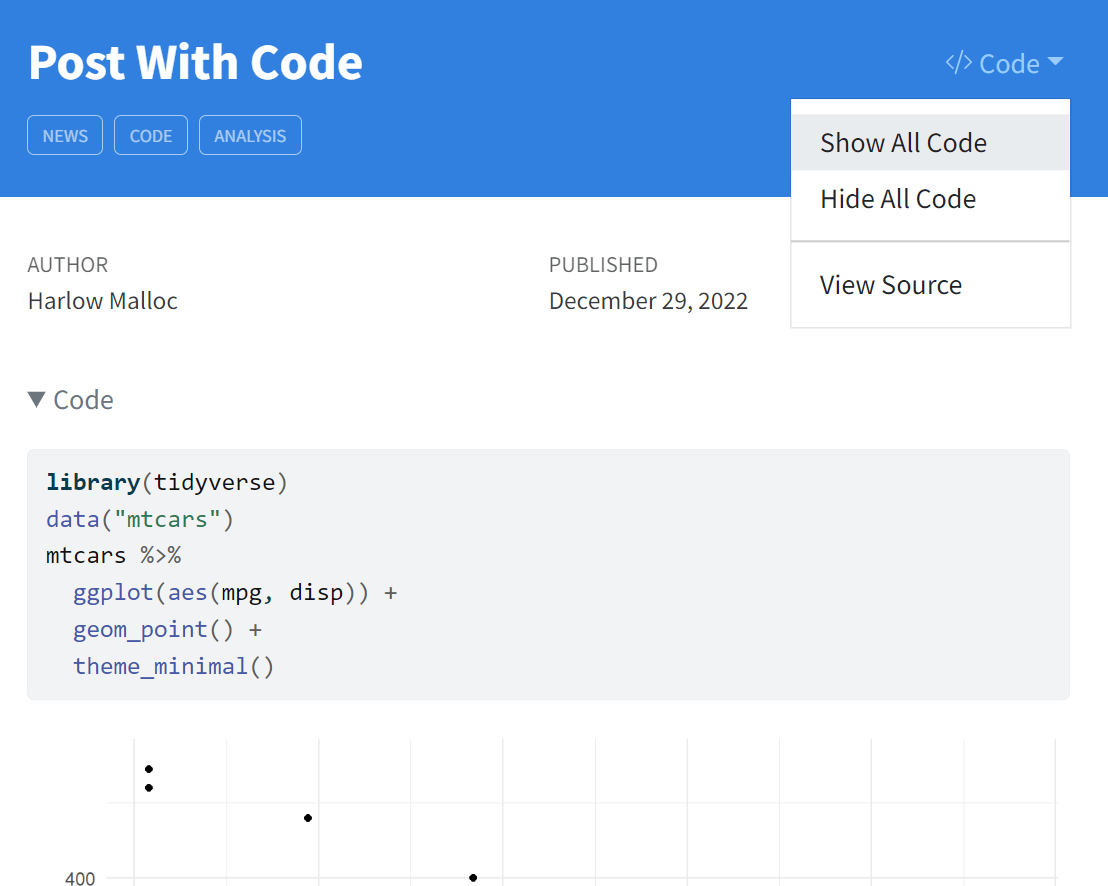 Post With Code
</> Code
NEWS CODE ANALYSIS
Show All Code
Hide All Code
View Source
AUTHOR
Harlow Malloc
PUBLISHED
December 29, 2022
Code
library(tidyverse)
data("mtcars")
mtcars %>%
  ggplot(aes(mpg, disp)) +
  geom_point() +
  theme_minimal()
400